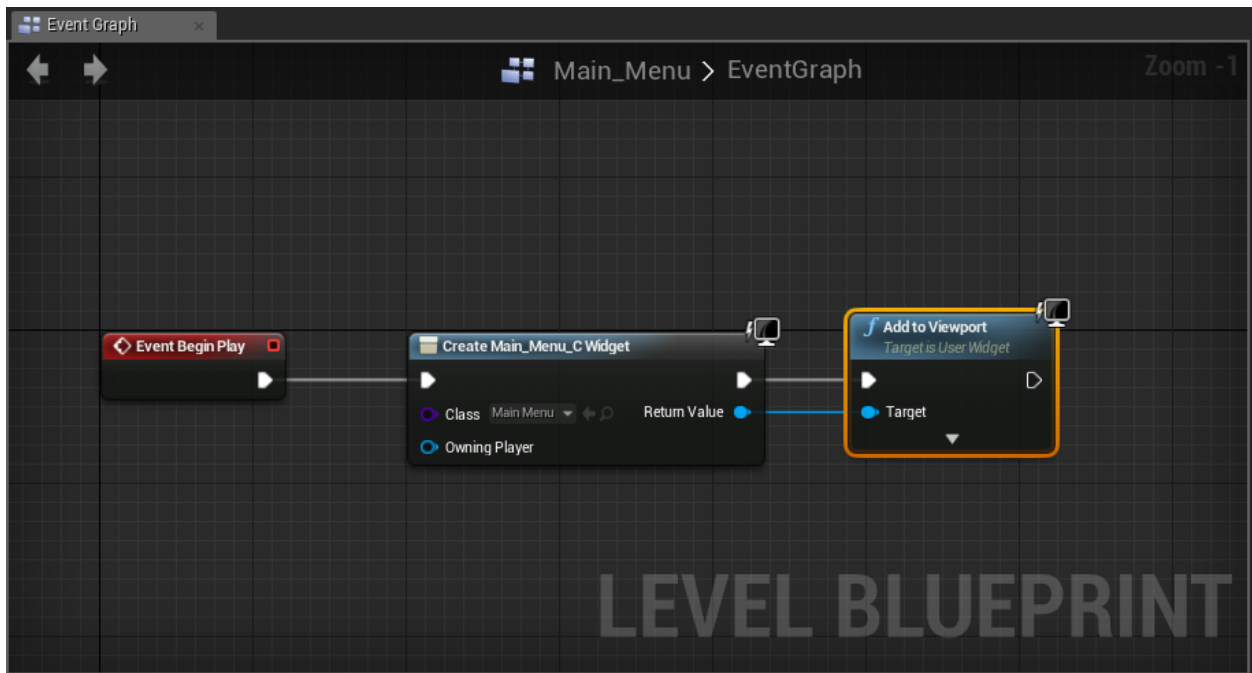 Event Graph
Main_Menu > EventGraph
Zoom -1
Event Begin Play
Create Main_Menu_C Widget
Class Main Menu Return Value
Owning Player
Add to Viewport
Target is User Widget
Target
LEVEL BLUEPRINT